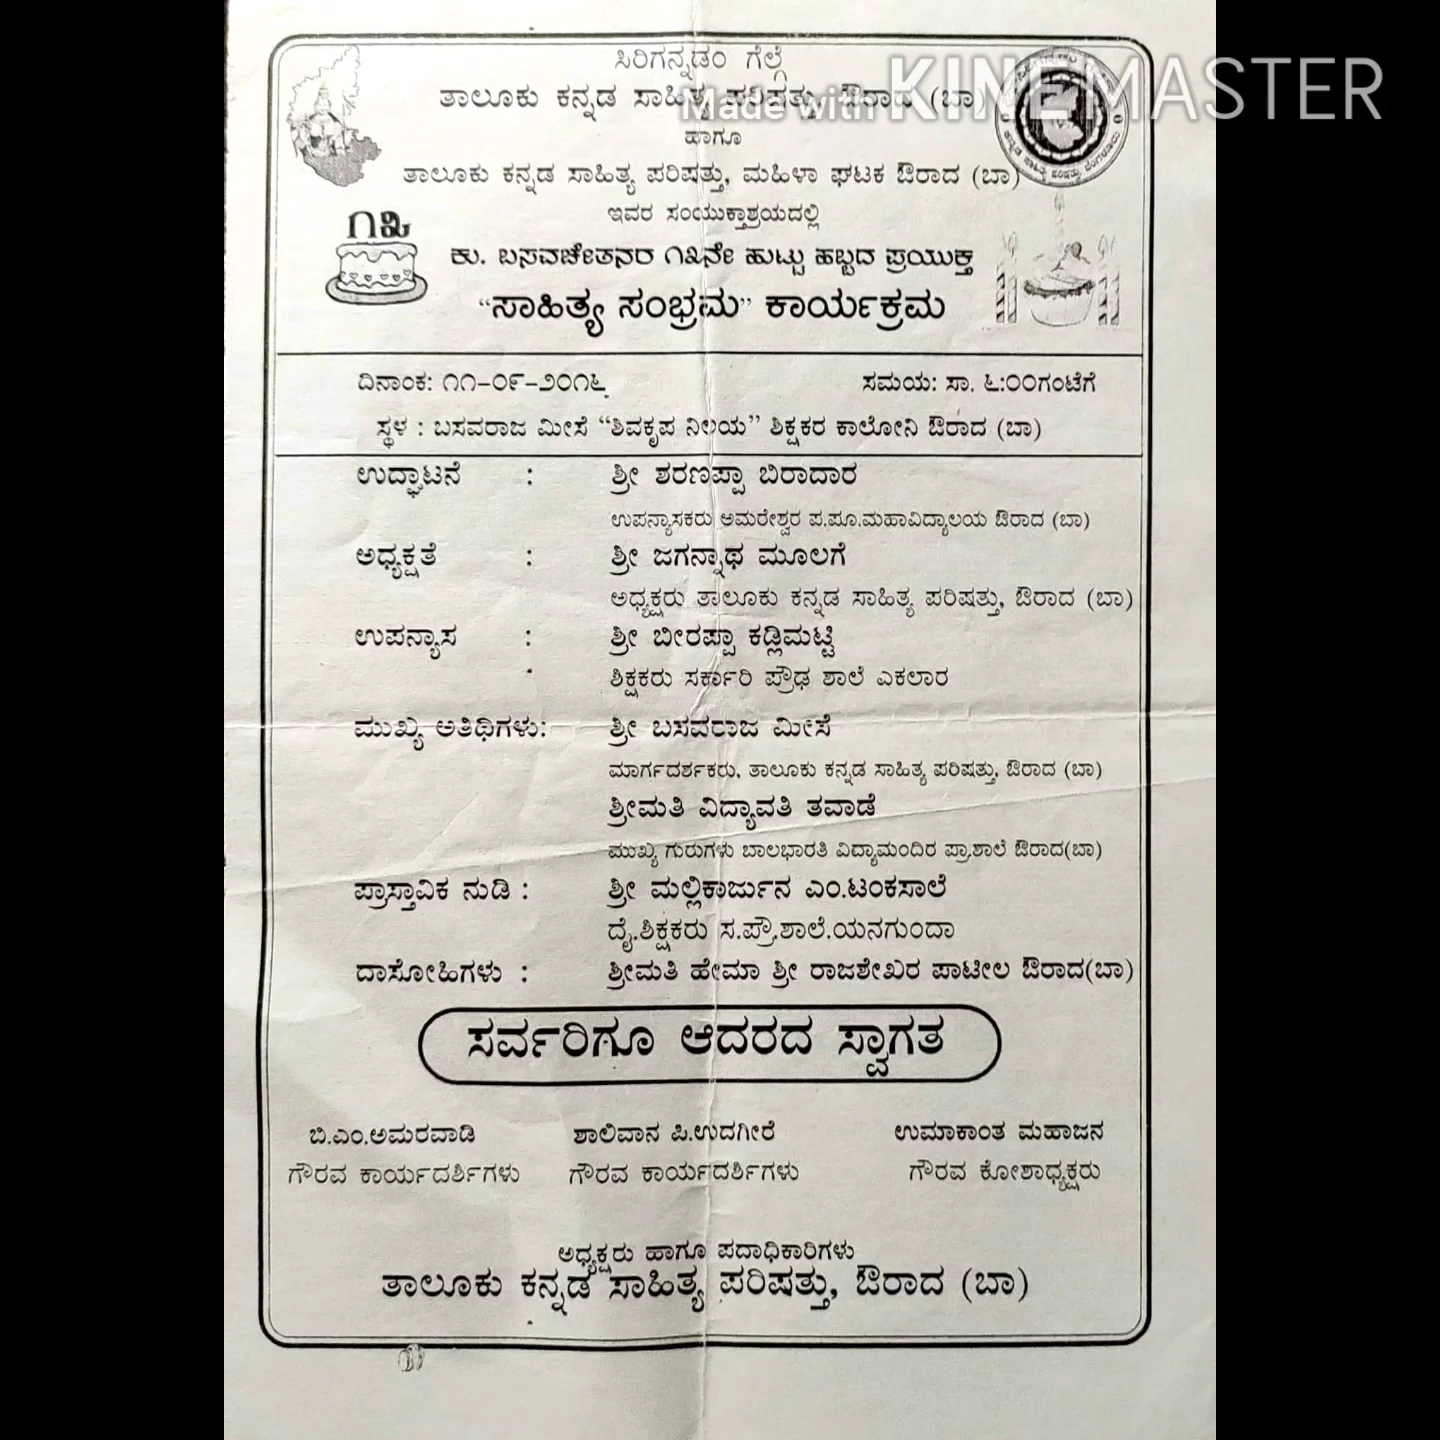 ಸಿರಿಗನ್ನಡಂ ಗೆಲ್ಗೆ
ತಾಲೂಕು ಕನ್ನಡ ಸಾಹಿತ್ಯ ಪರಿಷತ್ತು, ಔರಾದ (ಬಾ)
Made with KINEMASTER
ಹಾಗೂ
ತಾಲೂಕು ಕನ್ನಡ ಸಾಹಿತ್ಯ ಪರಿಷತ್ತು, ಮಹಿಳಾ ಘಟಕ ಔರಾದ (ಬಾ)
ಇವರ ಸಂಯುಕ್ತಾಶ್ರಯದಲ್ಲಿ
೧೩
ಕು. ಬಸವಚೇತನರ ೧೩ನೇ ಹುಟ್ಟು ಹಬ್ಬದ ಪ್ರಯುಕ್ತ
“ಸಾಹಿತ್ಯ ಸಂಭ್ರಮ” ಕಾರ್ಯಕ್ರಮ
ದಿನಾಂಕ: ೧೧-೦೯-೨೦೧೬ ಸಮಯ: ಸಾ. ೬:೦೦ಗಂಟೆಗೆ
ಸ್ಥಳ : ಬಸವರಾಜ ಮೀಸೆ “ಶಿವಕೃಪ ನಿಲಯ” ಶಿಕ್ಷಕರ ಕಾಲೋನಿ ಔರಾದ (ಬಾ)
ಉದ್ಘಾಟನೆ : ಶ್ರೀ ಶರಣಪ್ಪಾ ಬಿರಾದಾರ
ಉಪನ್ಯಾಸಕರು ಅಮರೇಶ್ವರ ಪ.ಪೂ.ಮಹಾವಿದ್ಯಾಲಯ ಔರಾದ (ಬಾ)
ಅಧ್ಯಕ್ಷತೆ : ಶ್ರೀ ಜಗನ್ನಾಥ ಮೂಲಗೆ
ಅಧ್ಯಕ್ಷರು ತಾಲೂಕು ಕನ್ನಡ ಸಾಹಿತ್ಯ ಪರಿಷತ್ತು, ಔರಾದ (ಬಾ)
ಉಪನ್ಯಾಸ : ಶ್ರೀ ಬೀರಪ್ಪಾ ಕಡ್ಲಿಮಟ್ಟಿ
ಶಿಕ್ಷಕರು ಸರ್ಕಾರಿ ಪ್ರೌಢ ಶಾಲೆ ಎಕಲಾರ
ಮುಖ್ಯ ಅತಿಥಿಗಳು: ಶ್ರೀ ಬಸವರಾಜ ಮೀಸೆ
ಮಾರ್ಗದರ್ಶಕರು, ತಾಲೂಕು ಕನ್ನಡ ಸಾಹಿತ್ಯ ಪರಿಷತ್ತು, ಔರಾದ (ಬಾ)
ಶ್ರೀಮತಿ ವಿದ್ಯಾವತಿ ತವಾಡೆ
ಮುಖ್ಯ ಗುರುಗಳು ಬಾಲಭಾರತಿ ವಿದ್ಯಾಮಂದಿರ ಪ್ರಾ.ಶಾಲೆ ಔರಾದ(ಬಾ)
ಪ್ರಾಸ್ತಾವಿಕ ನುಡಿ : ಶ್ರೀ ಮಲ್ಲಿಕಾರ್ಜುನ ಎಂ.ಟಂಕಸಾಲೆ
ದೈ.ಶಿಕ್ಷಕರು ಸ.ಪ್ರೌ.ಶಾಲೆ.ಯನಗುಂದಾ
ದಾಸೋಹಿಗಳು : ಶ್ರೀಮತಿ ಹೇಮಾ ಶ್ರೀ ರಾಜಶೇಖರ ಪಾಟೀಲ ಔರಾದ(ಬಾ)
ಸರ್ವರಿಗೂ ಆದರದ ಸ್ವಾಗತ
ಬಿ.ಎಂ.ಅಮರವಾಡಿ ಶಾಲಿವಾನ ಪಿ.ಉದಗೀರೆ ಉಮಾಕಾಂತ ಮಹಾಜನ
ಗೌರವ ಕಾರ್ಯದರ್ಶಿಗಳು ಗೌರವ ಕಾರ್ಯದರ್ಶಿಗಳು ಗೌರವ ಕೋಶಾಧ್ಯಕ್ಷರು
ಅಧ್ಯಕ್ಷರು ಹಾಗೂ ಪದಾಧಿಕಾರಿಗಳು
ತಾಲೂಕು ಕನ್ನಡ ಸಾಹಿತ್ಯ ಪರಿಷತ್ತು, ಔರಾದ (ಬಾ)